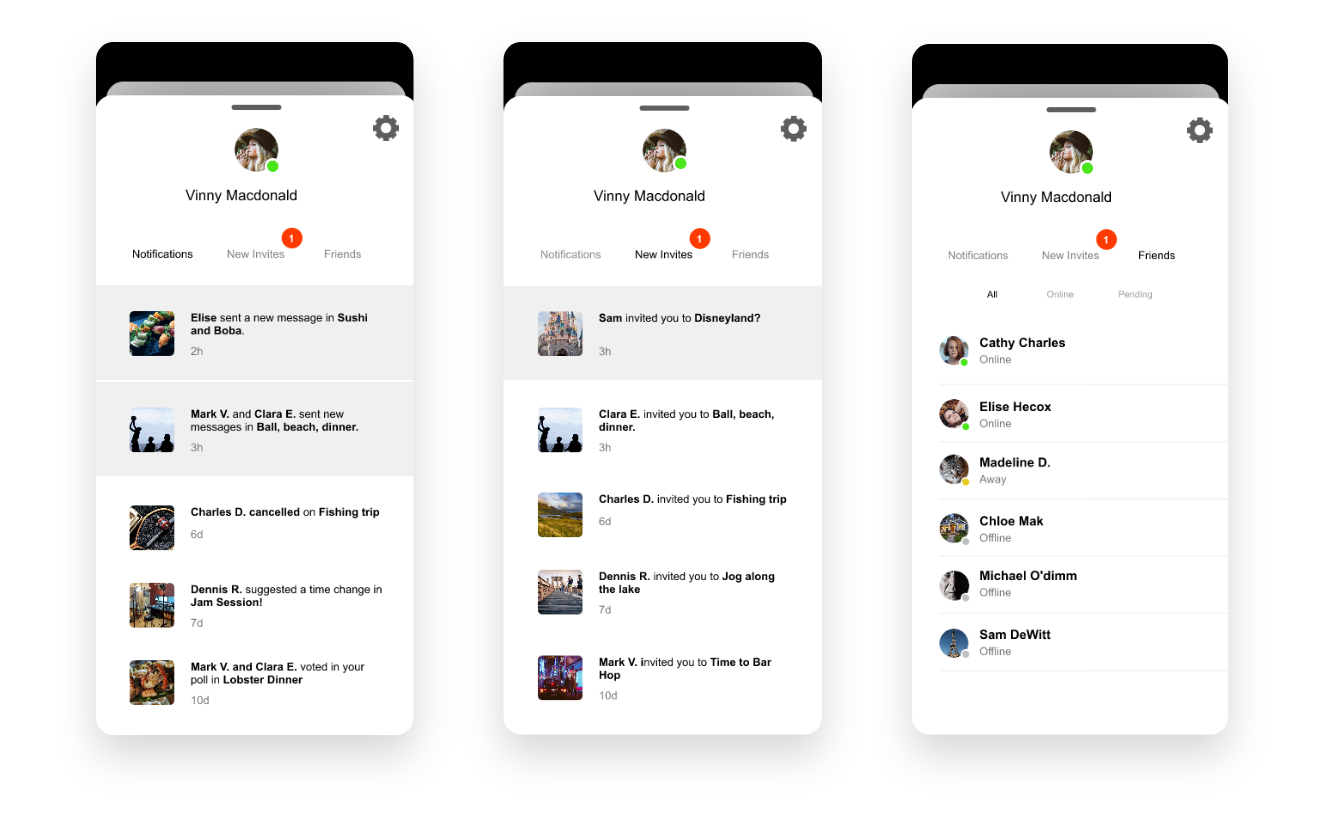 Vinny Macdonald
1
Notifications New Invites Friends
Elise sent a new message in Sushi
and Boba.
2h
Mark V. and Clara E. sent new
messages in Ball, beach, dinner.
3h
Charles D. cancelled on Fishing trip
6d
Dennis R. suggested a time change in
Jam Session!
7d
Mark V. and Clara E. voted in your
poll in Lobster Dinner
10d
Vinny Macdonald
1
Notifications New Invites Friends
Sam invited you to Disneyland?
3h
Clara E. invited you to Ball, beach,
dinner.
3h
Charles D. invited you to Fishing trip
6d
Dennis R. invited you to Jog along
the lake
7d
Mark V. invited you to Time to Bar
Hop
10d
Vinny Macdonald
1
Notifications New Invites Friends
All Online Pending
Cathy Charles
Online
Elise Hecox
Online
Madeline D.
Away
Chloe Mak
Offline
Michael O'dimm
Offline
Sam DeWitt
Offline